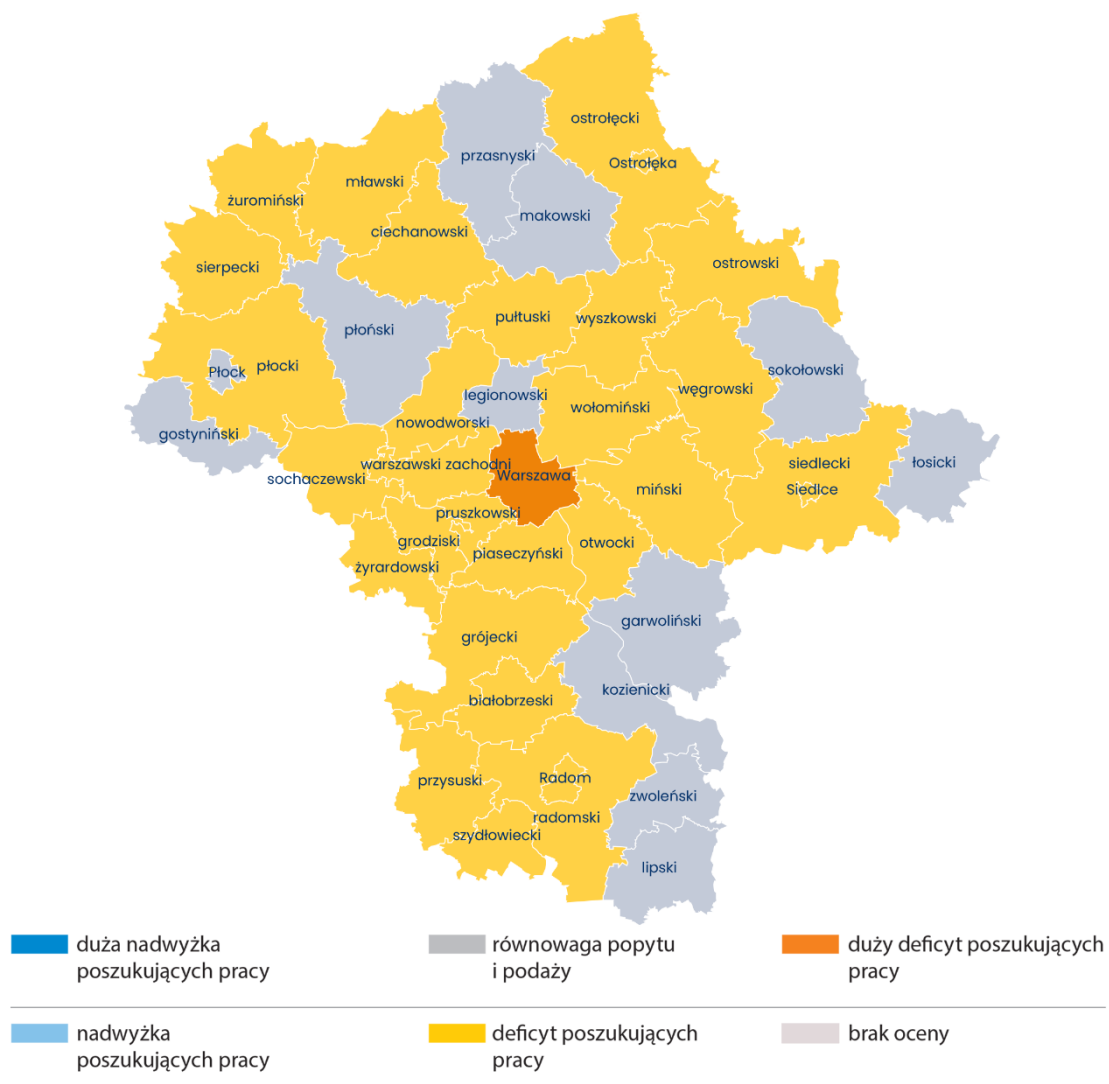 ostrołęcki
przasnyski
Ostrołęka
mławski
żuromiński
makowski
ciechanowski
ostrowski
sierpecki
pułtuski
wyszkowski
płoński
płocki
Płock
sokołowski
węgrowski
legionowski
wołomiński
nowodworski
gostyniński
warszawski zachodni
siedlecki
łosicki
sochaczewski
Warszawa
miński
Siedlce
pruszkowski
grodziski
otwocki
piaseczyński
żyrardowski
garwoliński
grójecki
kozienicki
białobrzeski
przysuski
Radom
zwoleński
radomski
szydłowiecki
lipski
duża nadwyżka
poszukujących pracy
równowaga popytu
i podaży
duży deficyt poszukujących
pracy
nadwyżka
poszukujących pracy
deficyt poszukujących
pracy
brak oceny